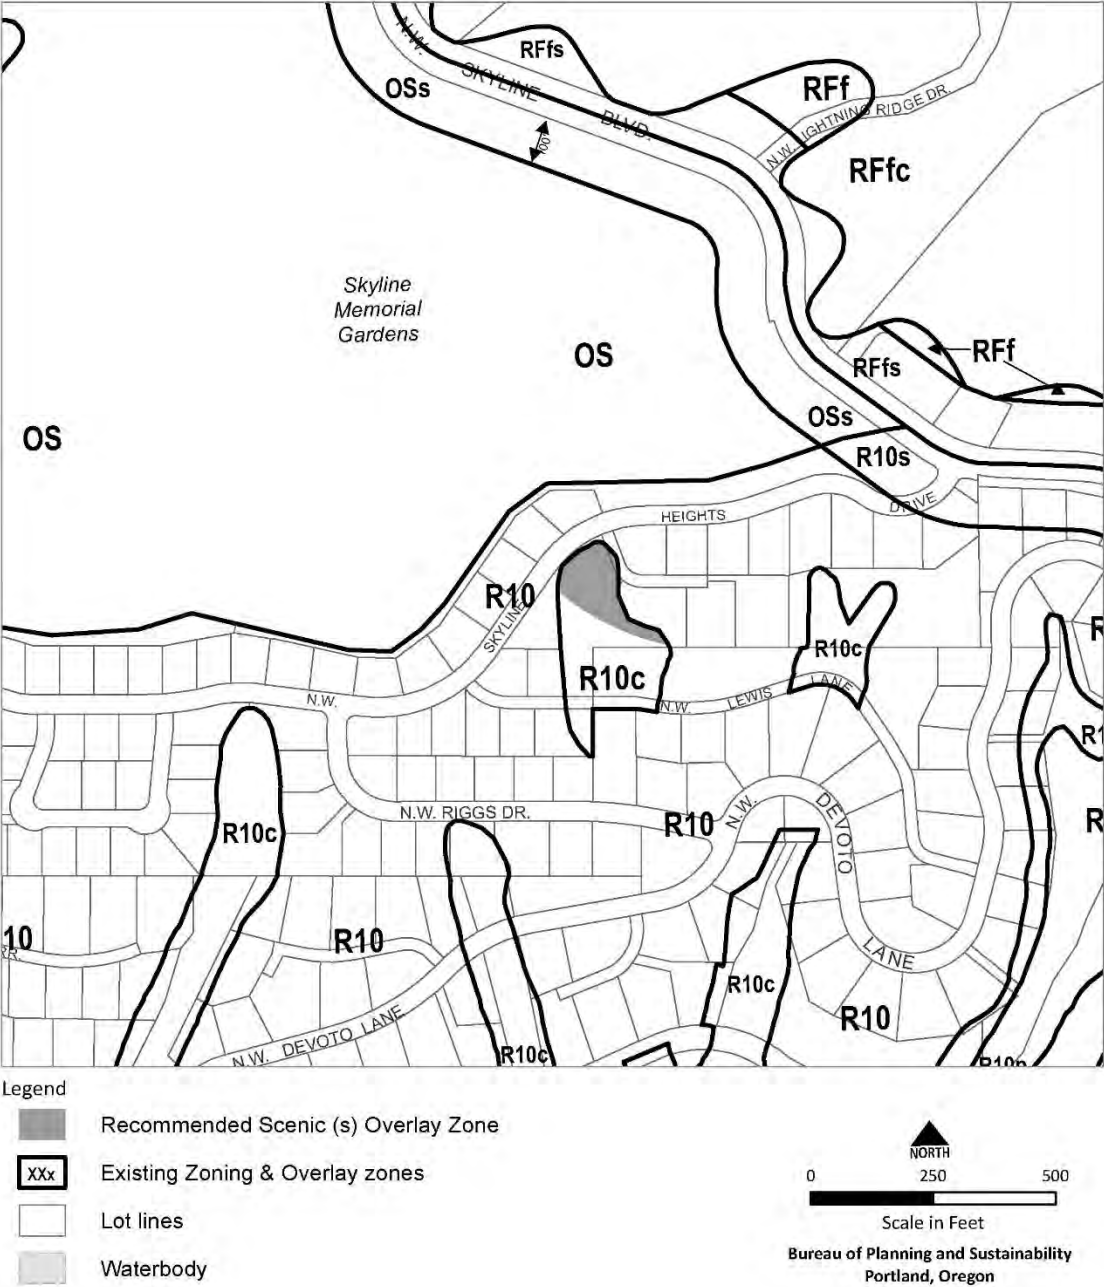 N.W.
SKYLINE
BLVD.
RFfs
OSs
RFf
N.W.
IGHTNING RIDGE DR.
RFfc
100'
Skyline
Memorial
Gardens
OS
RFf
RFfs
OSs
OS
R10s
HEIGHTS
DRIVE
R10
SKYLINE
R10c
R10c
N.W.
N.W.
LEWIS
LANE
R
R1
N.W. RIGGS DR.
R10
N.W.
DEVOTO
R
R10c
10
R10
LANE
R10c
R10
N.W. DEVOTO LANE
R10c
R10p
Legend
Recommended Scenic (s) Overlay Zone
XXx
Existing Zoning & Overlay zones
Lot lines
Waterbody
NORTH
0 250 500
Scale in Feet
Bureau of Planning and Sustainability
Portland, Oregon